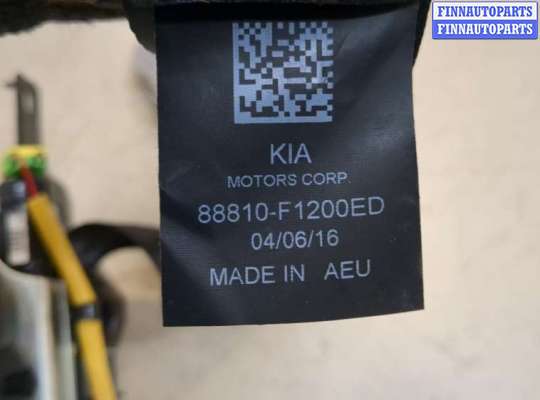 FINNAUTOPARTS
FINNAUTOPARTS
KIA
MOTORS CORP.
88810-F1200ED
04/06/16
MADE IN AEU